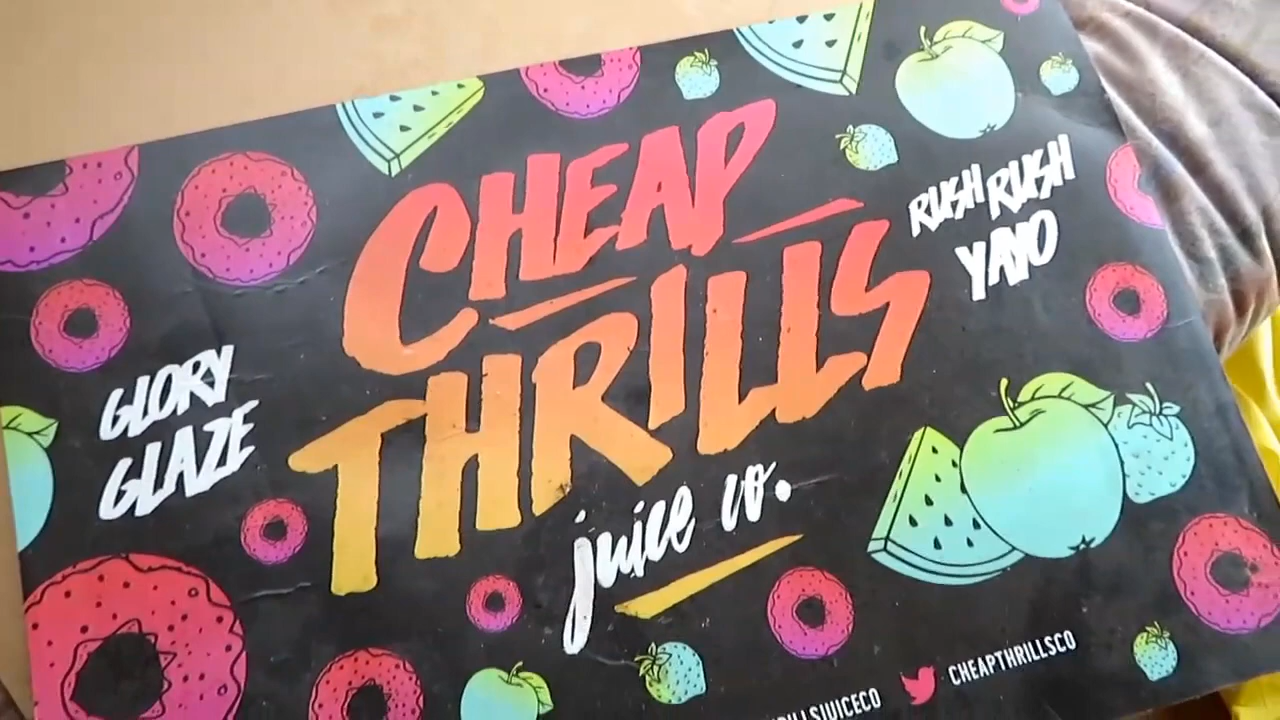 CHEAP
THRILLS
juice co.
GLORY
GLAZE
RUSH RUSH
YAYO
CHEAPTHRILLSCO